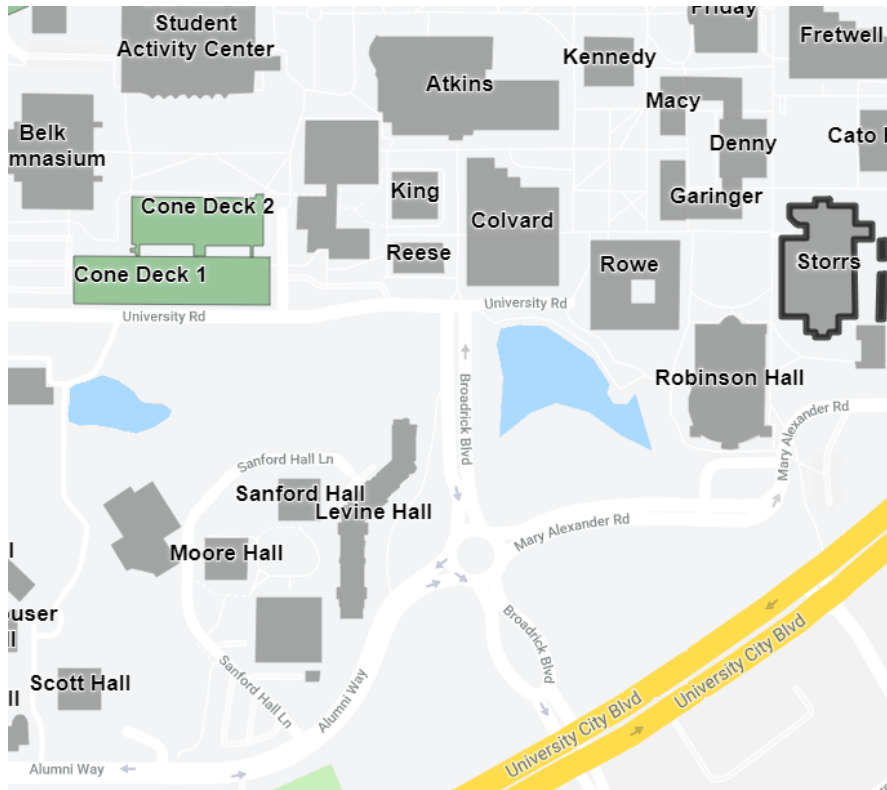 Friday
Student
Activity Center
Fretwell
Kennedy
Atkins
Macy
Belk
mnasium
Denny
Cato
King
Garinger
Cone Deck 2
Colvard
Reese
Rowe
Storrs
Cone Deck 1
University Rd
University Rd
Robinson Hall
Broadrick Blvd
Mary Alexander Rd
Sanford Hall Ln
Sanford Hall
Levine Hall
Mary Alexander Rd
Moore Hall
ouser
Broadrick Blvd
University City Blvd
Scott Hall
Sanford Hall Ln
Alumni Way
University City Blvd
Alumni Way